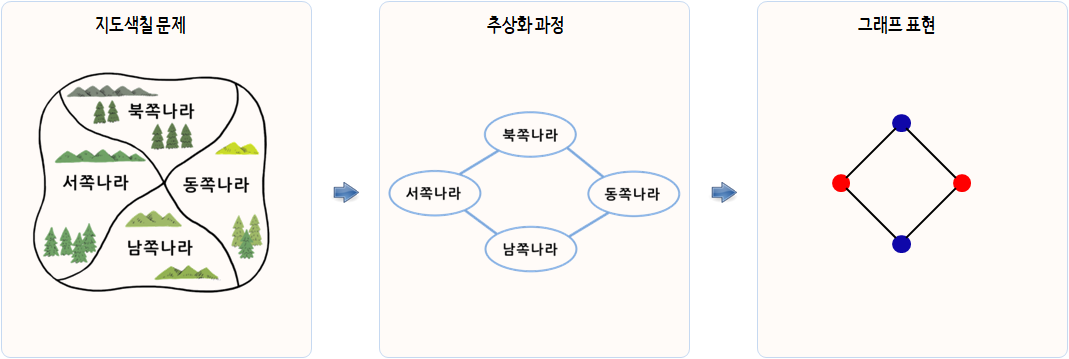 지도색칠 문제
북쪽나라
서쪽나라
동쪽나라
남쪽나라
추상화 과정
북쪽나라
서쪽나라
동쪽나라
남쪽나라
그래프 표현